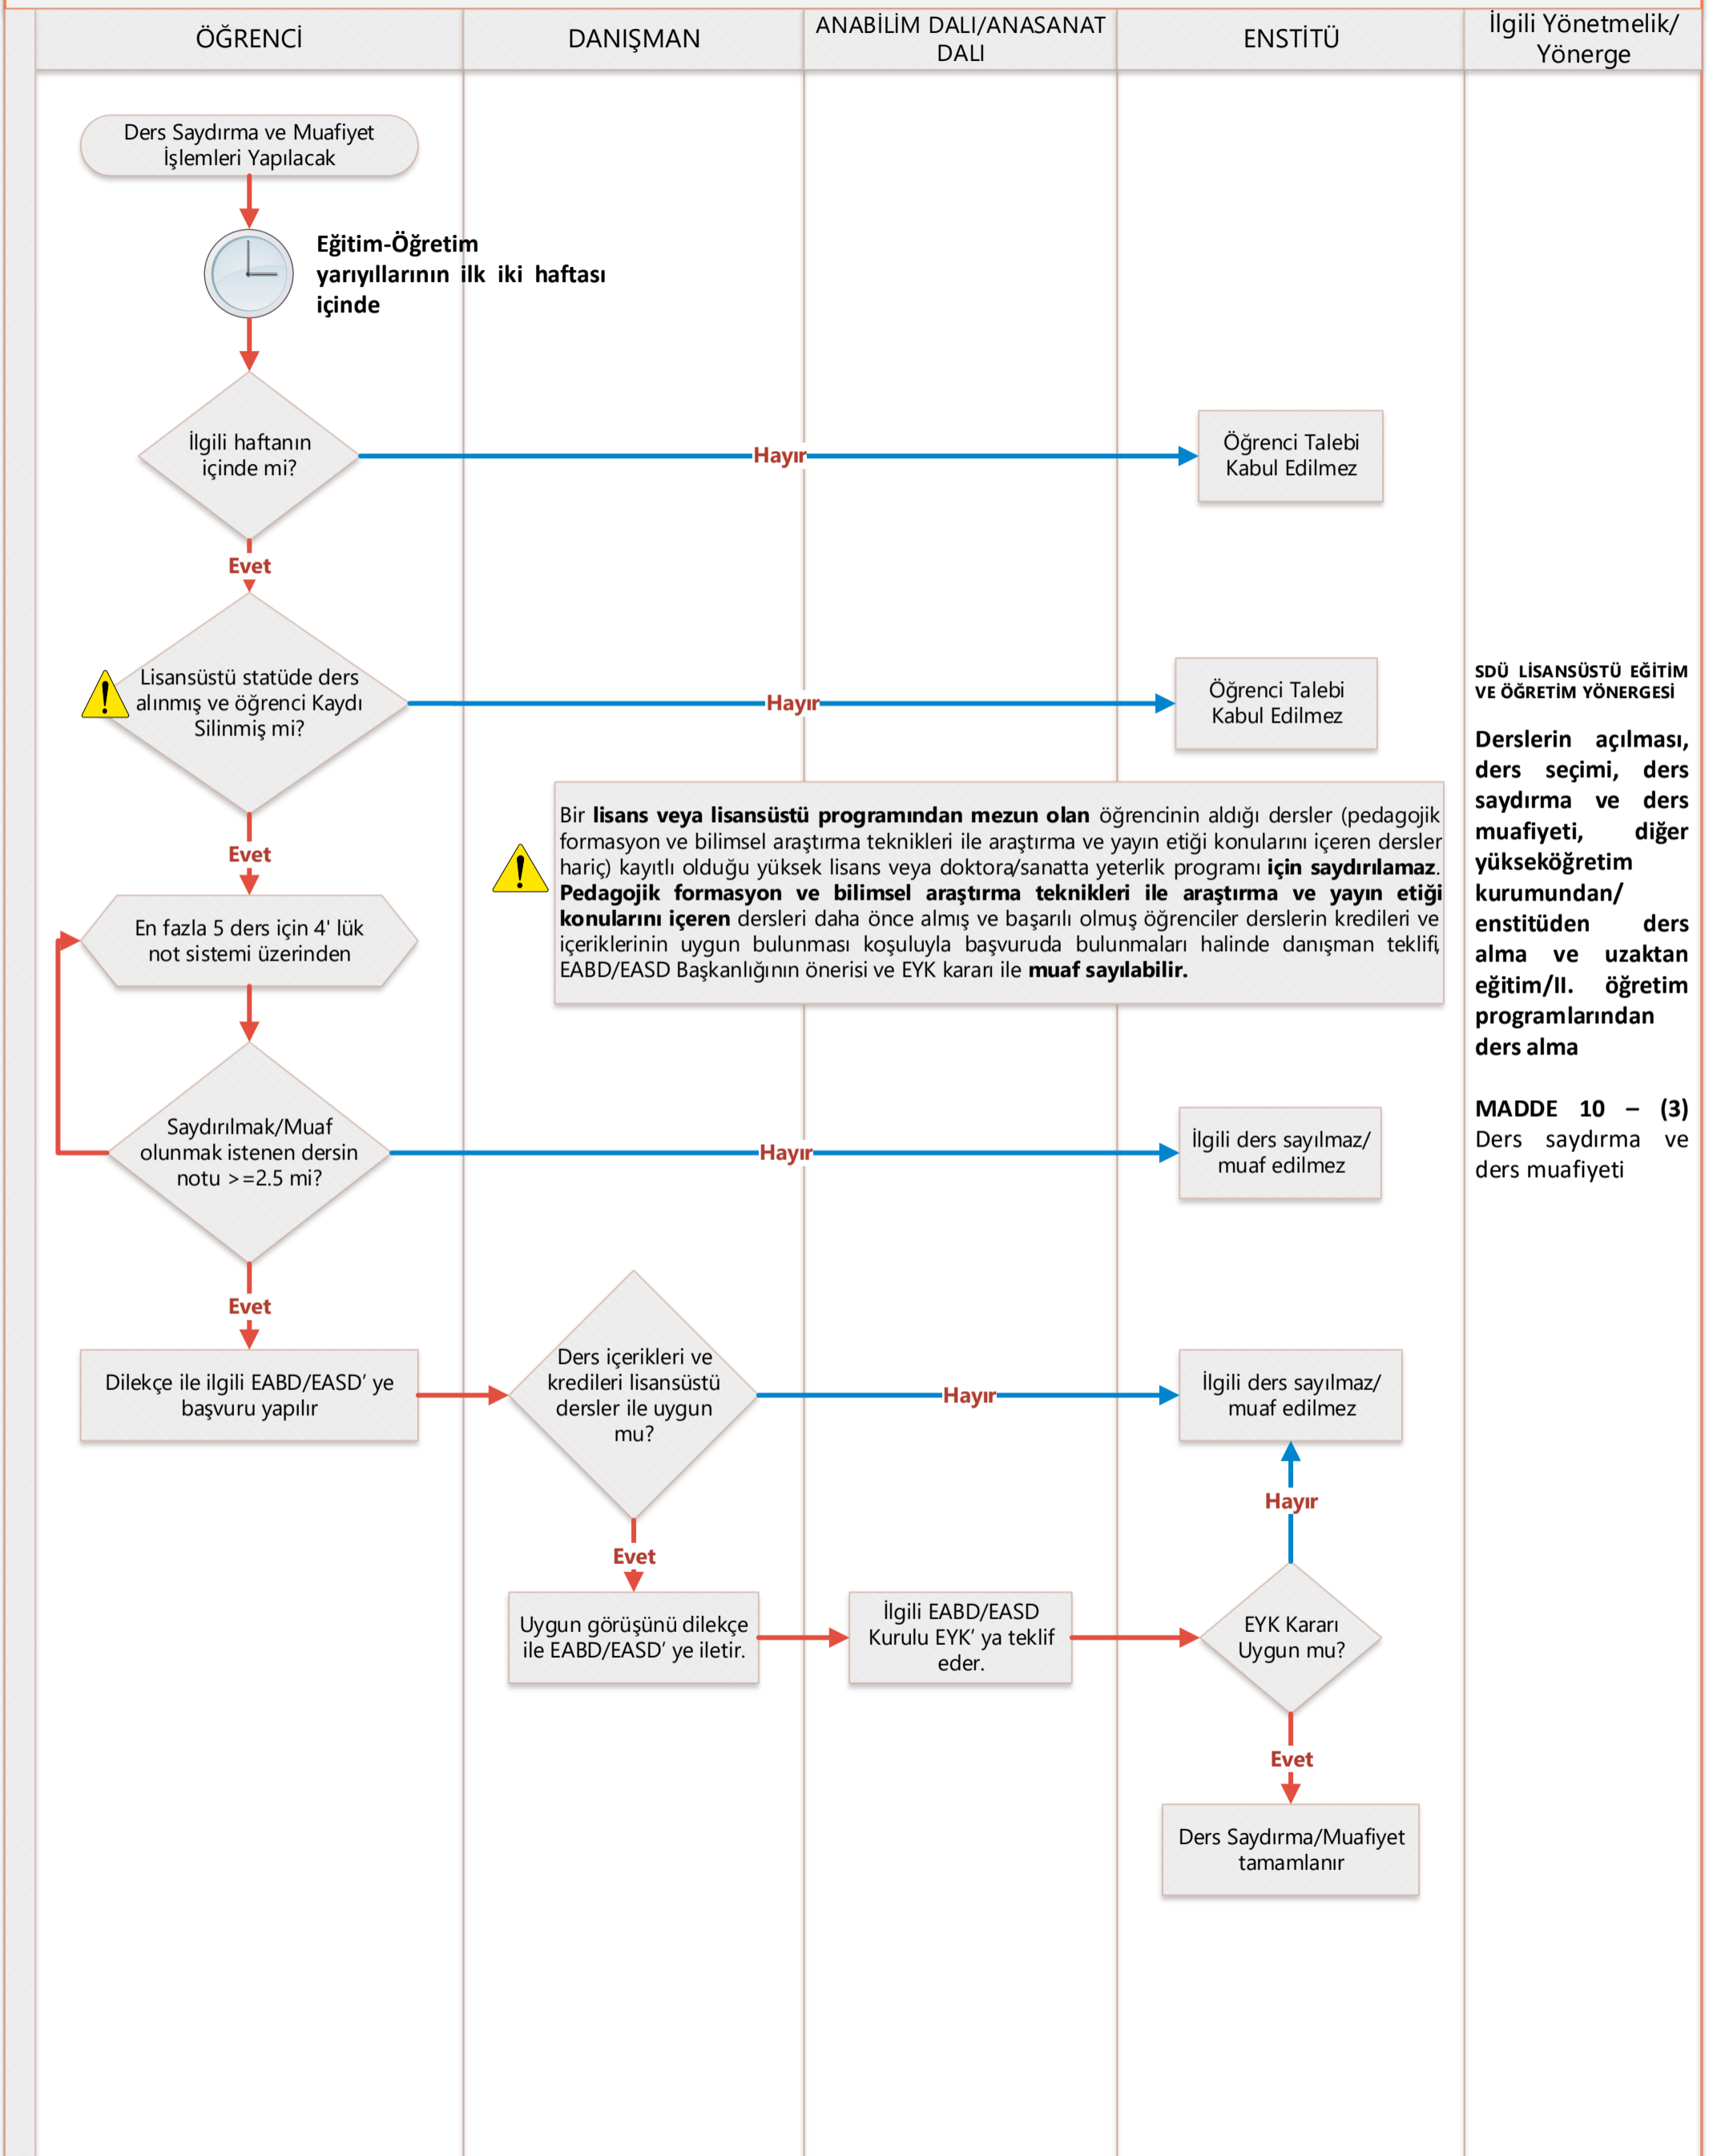 ÖĞRENCİ
DANIŞMAN
ANABİLİM DALI/ANASANAT
DALI
ENSTİTÜ
İlgili Yönetmelik/
Yönerge
Ders Saydırma ve Muafiyet
İşlemleri Yapılacak
Eğitim-Öğretim
yarıyıllarının ilk iki haftası
içinde
İlgili haftanın
içinde mi?
Hayır
Öğrenci Talebi
Kabul Edilmez
Evet
Lisansüstü statüde ders
alınmış ve öğrenci Kaydı
Silinmiş mi?
Hayır
Öğrenci Talebi
Kabul Edilmez
SDÜ LİSANSÜSTÜ EĞİTİM
VE ÖĞRETİM YÖNERGESİ
Derslerin açılması,
ders seçimi, ders
saydırma ve ders
muafiyeti, diğer
yükseköğretim
kurumundan/
enstitüden ders
alma ve uzaktan
eğitim/II. öğretim
programlarından
ders alma
MADDE 10 – (3)
Ders saydırma ve
ders muafiyeti
Bir lisans veya lisansüstü programından mezun olan öğrencinin aldığı dersler (pedagojik
formasyon ve bilimsel araştırma teknikleri ile araştırma ve yayın etiği konularını içeren dersler
hariç) kayıtlı olduğu yüksek lisans veya doktora/sanatta yeterlik programı için saydırılamaz.
Pedagojik formasyon ve bilimsel araştırma teknikleri ile araştırma ve yayın etiği
konularını içeren dersleri daha önce almış ve başarılı olmuş öğrenciler derslerin kredileri ve
içeriklerinin uygun bulunması koşuluyla başvuruda bulunmaları halinde danışman teklifi,
EABD/EASD Başkanlığının önerisi ve EYK kararı ile muaf sayılabilir.
Evet
En fazla 5 ders için 4' lük
not sistemi üzerinden
Saydırılmak/Muaf
olunmak istenen dersin
notu >=2.5 mi?
Hayır
İlgili ders sayılmaz/
muaf edilmez
Evet
Dilekçe ile ilgili EABD/EASD’ ye
başvuru yapılır
Ders içerikleri ve
kredileri lisansüstü
dersler ile uygun
mu?
Hayır
İlgili ders sayılmaz/
muaf edilmez
Hayır
Evet
Uygun görüşünü dilekçe
ile EABD/EASD’ ye iletir.
İlgili EABD/EASD
Kurulu EYK’ ya teklif
eder.
EYK Kararı
Uygun mu?
Evet
Ders Saydırma/Muafiyet
tamamlanır